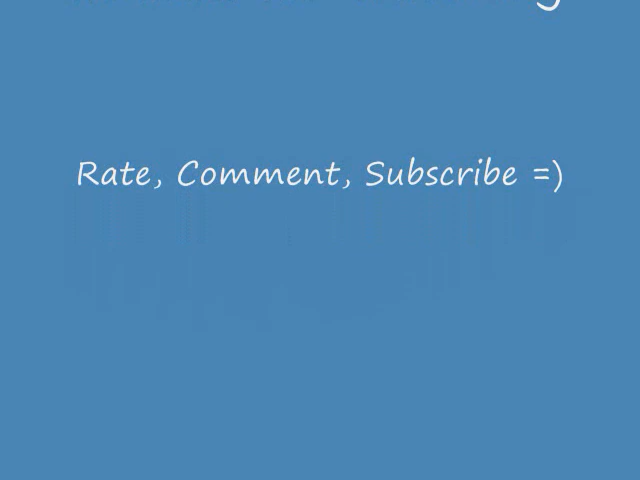 Rate, Comment, Subscribe =)